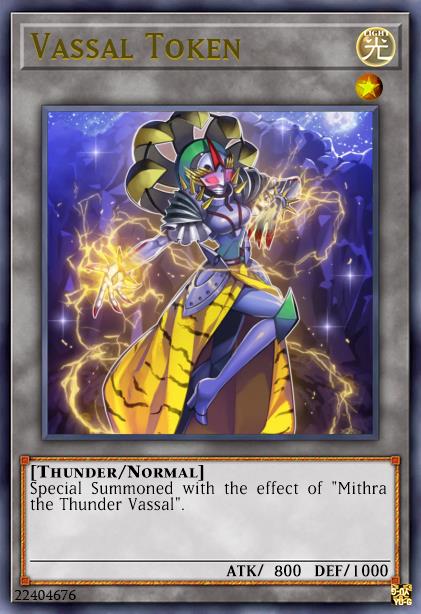 Vassal Token
LIGHT
光
[Thunder/Normal]
Special Summoned with the effect of "Mithra
the Thunder Vassal".
ATK/ 800 DEF/1000
22404676